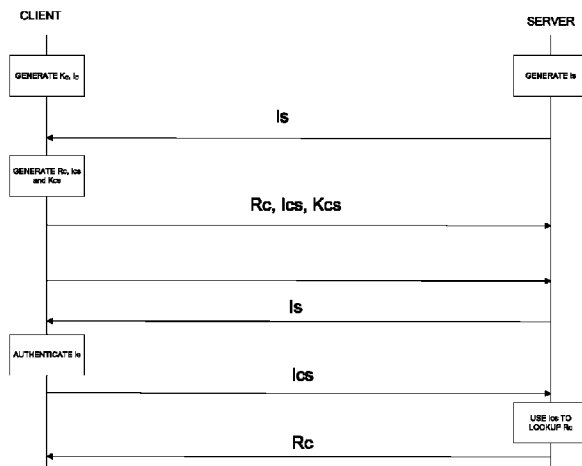 CLIENT
SERVER
GENERATE Kc, Ic
GENERATE Is
Is
GENERATE Rc, Ics
and Kcs
Rc, Ics, Kcs
Is
AUTHENTICATE Is
Ics
USE Ics TO
LOOKUP Rc
Rc